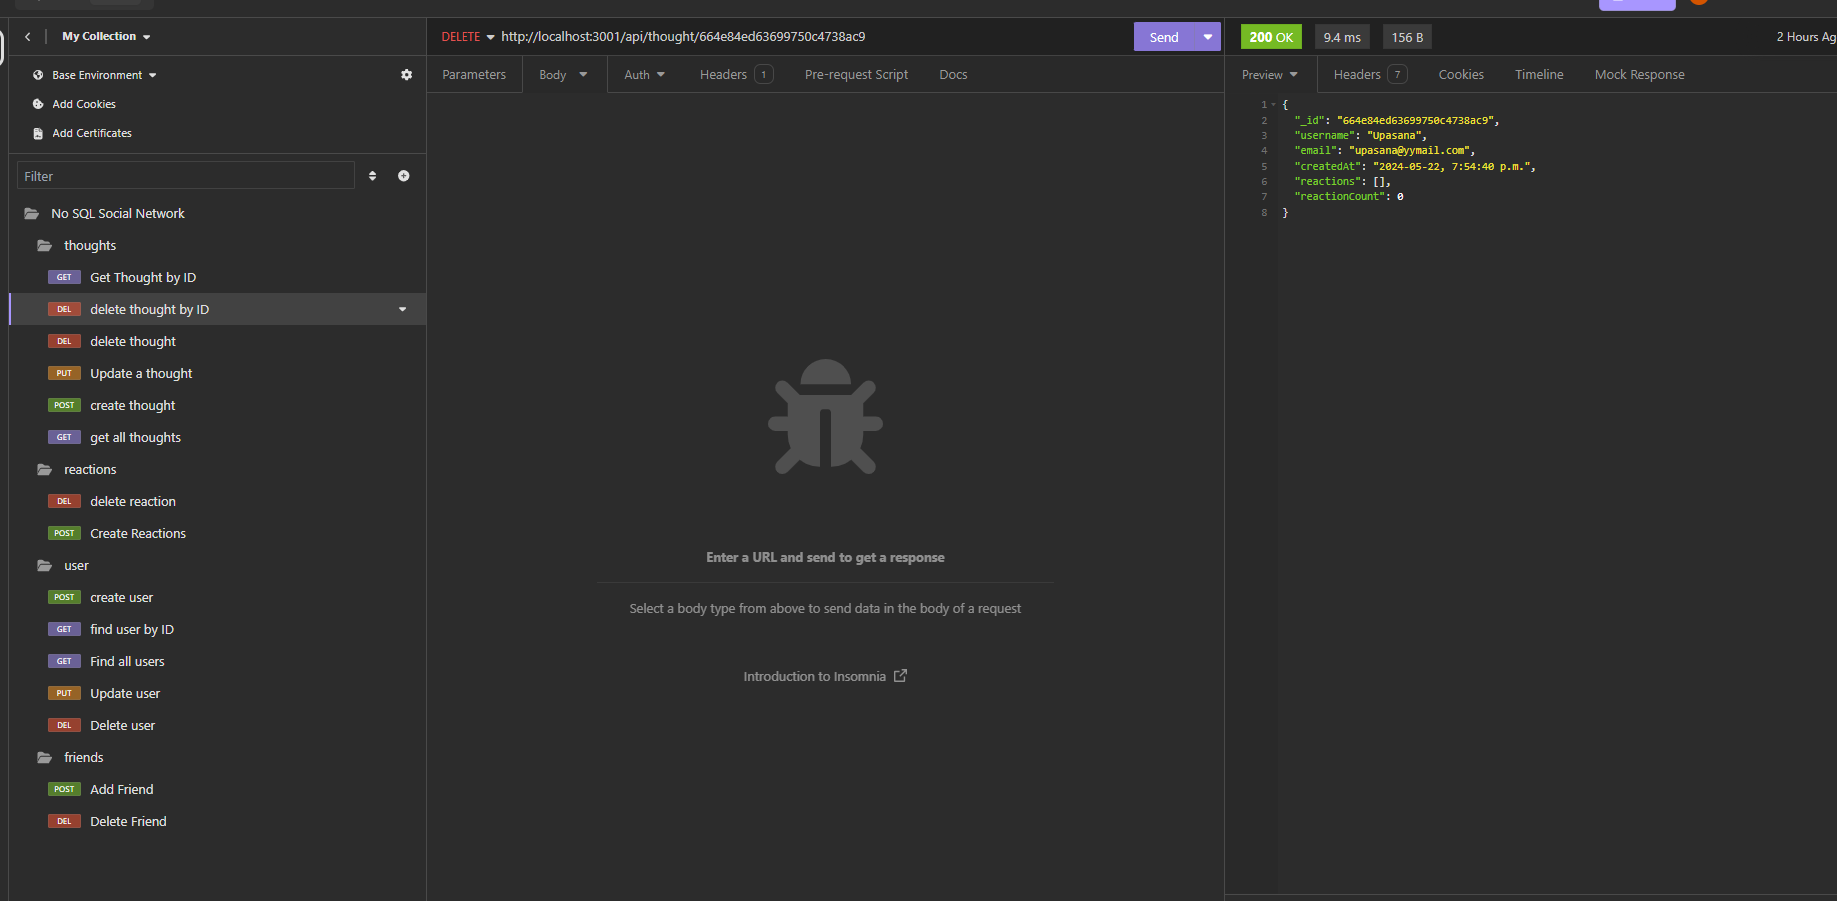 My Collection
Base Environment
Add Cookies
Add Certificates
Filter
No SQL Social Network
thoughts
GET Get Thought by ID
DEL delete thought by ID
DEL delete thought
PUT Update a thought
POST create thought
GET get all thoughts
reactions
DEL delete reaction
POST Create Reactions
user
POST create user
GET find user by ID
GET Find all users
PUT Update user
DEL Delete user
friends
POST Add Friend
DEL Delete Friend
DELETE http://localhost:3001/api/thought/664e84ed63699750c4738ac9 Send
Parameters Body Auth Headers 1 Pre-request Script Docs
Enter a URL and send to get a response
Select a body type from above to send data in the body of a request
Introduction to Insomnia
200 OK 9.4 ms 156 B 2 Hours Ag
Preview Headers 7 Cookies Timeline Mock Response
1 {
2 "_id": "664e84ed63699750c4738ac9",
3 "username": "Upasana",
4 "email": "upasana@yymail.com",
5 "createdAt": "2024-05-22, 7:54:40 p.m.",
6 "reactions": [],
7 "reactionCount": 0
8 }